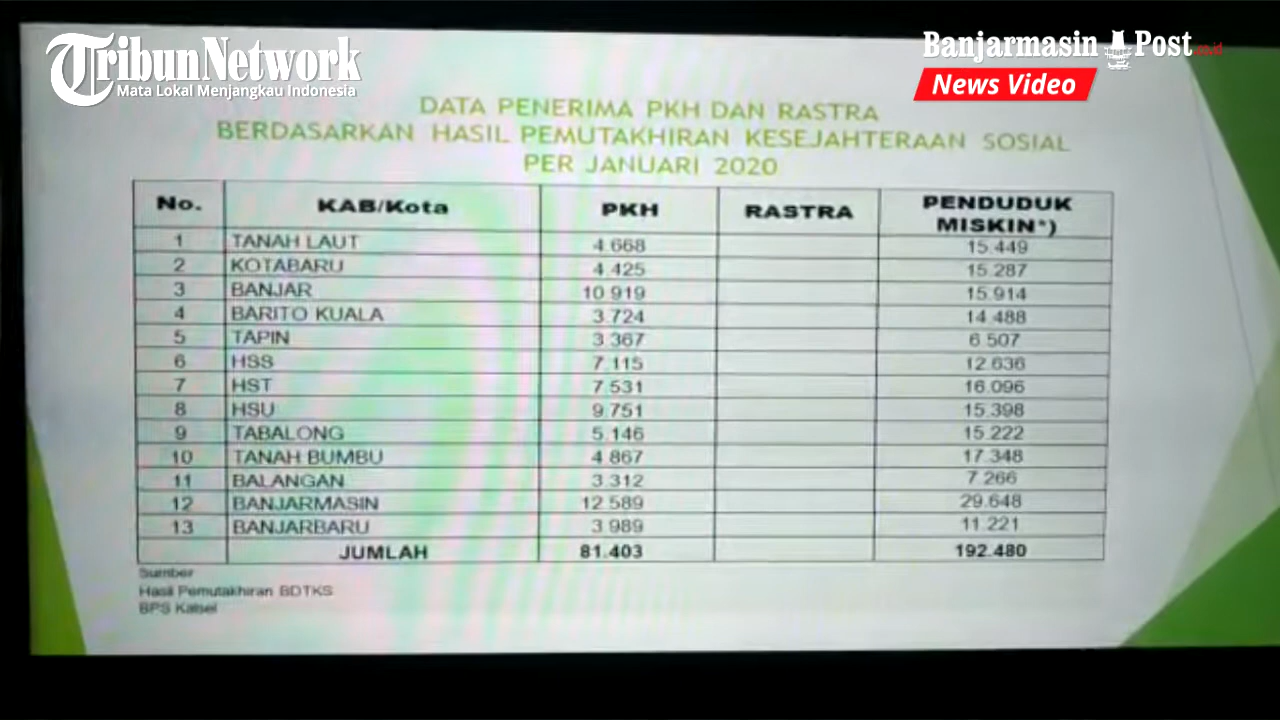 TribunNetwork
Mata Lokal Menjangkau Indonesia
Banjarmasin Post.co.id
News Video
DATA PENERIMA PKH DAN RASTRA
BERDASARKAN HASIL PEMUTAKHIRAN KESEJAHTERAAN SOSIAL
PER JANUARI 2020
No. KAB/Kota PKH RASTRA PENDUDUK MISKIN*)
1 TANAH LAUT 4.668 15.449
2 KOTABARU 4.425 15.287
3 BANJAR 10.919 15.914
4 BARITO KUALA 3.724 14.488
5 TAPIN 3.367 6.507
6 HSS 7.115 12.636
7 HST 7.531 16.096
8 HSU 9.751 15.398
9 TABALONG 5.146 15.222
10 TANAH BUMBU 4.867 17.348
11 BALANGAN 3.312 7.266
12 BANJARMASIN 12.589 29.648
13 BANJARBARU 3.989 11.221
JUMLAH 81.403 192.480
Sumber
Hasil Pemutakhiran BDTKS
BPS Kalsel